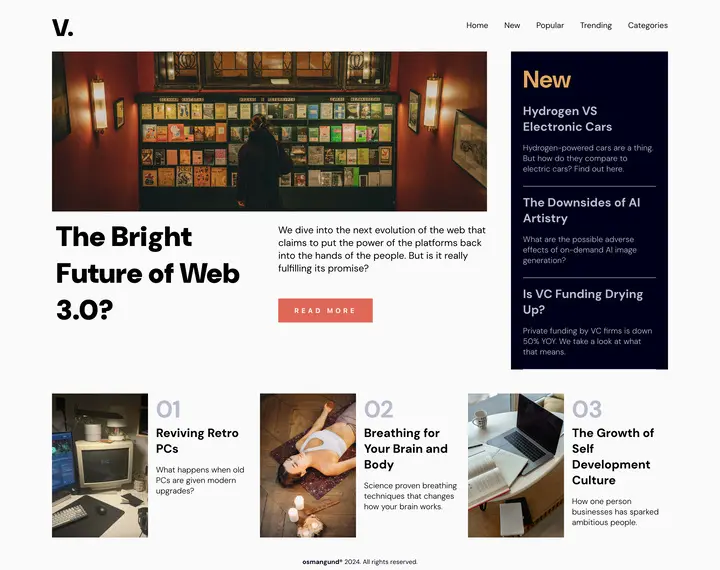 V.
Home New Popular Trending Categories
The Bright
Future of Web
3.0?
We dive into the next evolution of the web that
claims to put the power of the platforms back
into the hands of the people. But is it really
fulfilling its promise?
READ MORE
New
Hydrogen VS
Electronic Cars
Hydrogen-powered cars are a thing.
But how do they compare to
electric cars? Find out here.
The Downsides of AI
Artistry
What are the possible adverse
effects of on-demand AI image
generation?
Is VC Funding Drying
Up?
Private funding by VC firms is down
50% YOY. We take a look at what
that means.
01
Reviving Retro
PCs
What happens when old
PCs are given modern
upgrades?
02
Breathing for
Your Brain and
Body
Science proven breathing
techniques that changes
how your brain works.
03
The Growth of
Self
Development
Culture
How one person
businesses has sparked
ambitious people.
osmangund® 2024. All rights reserved.